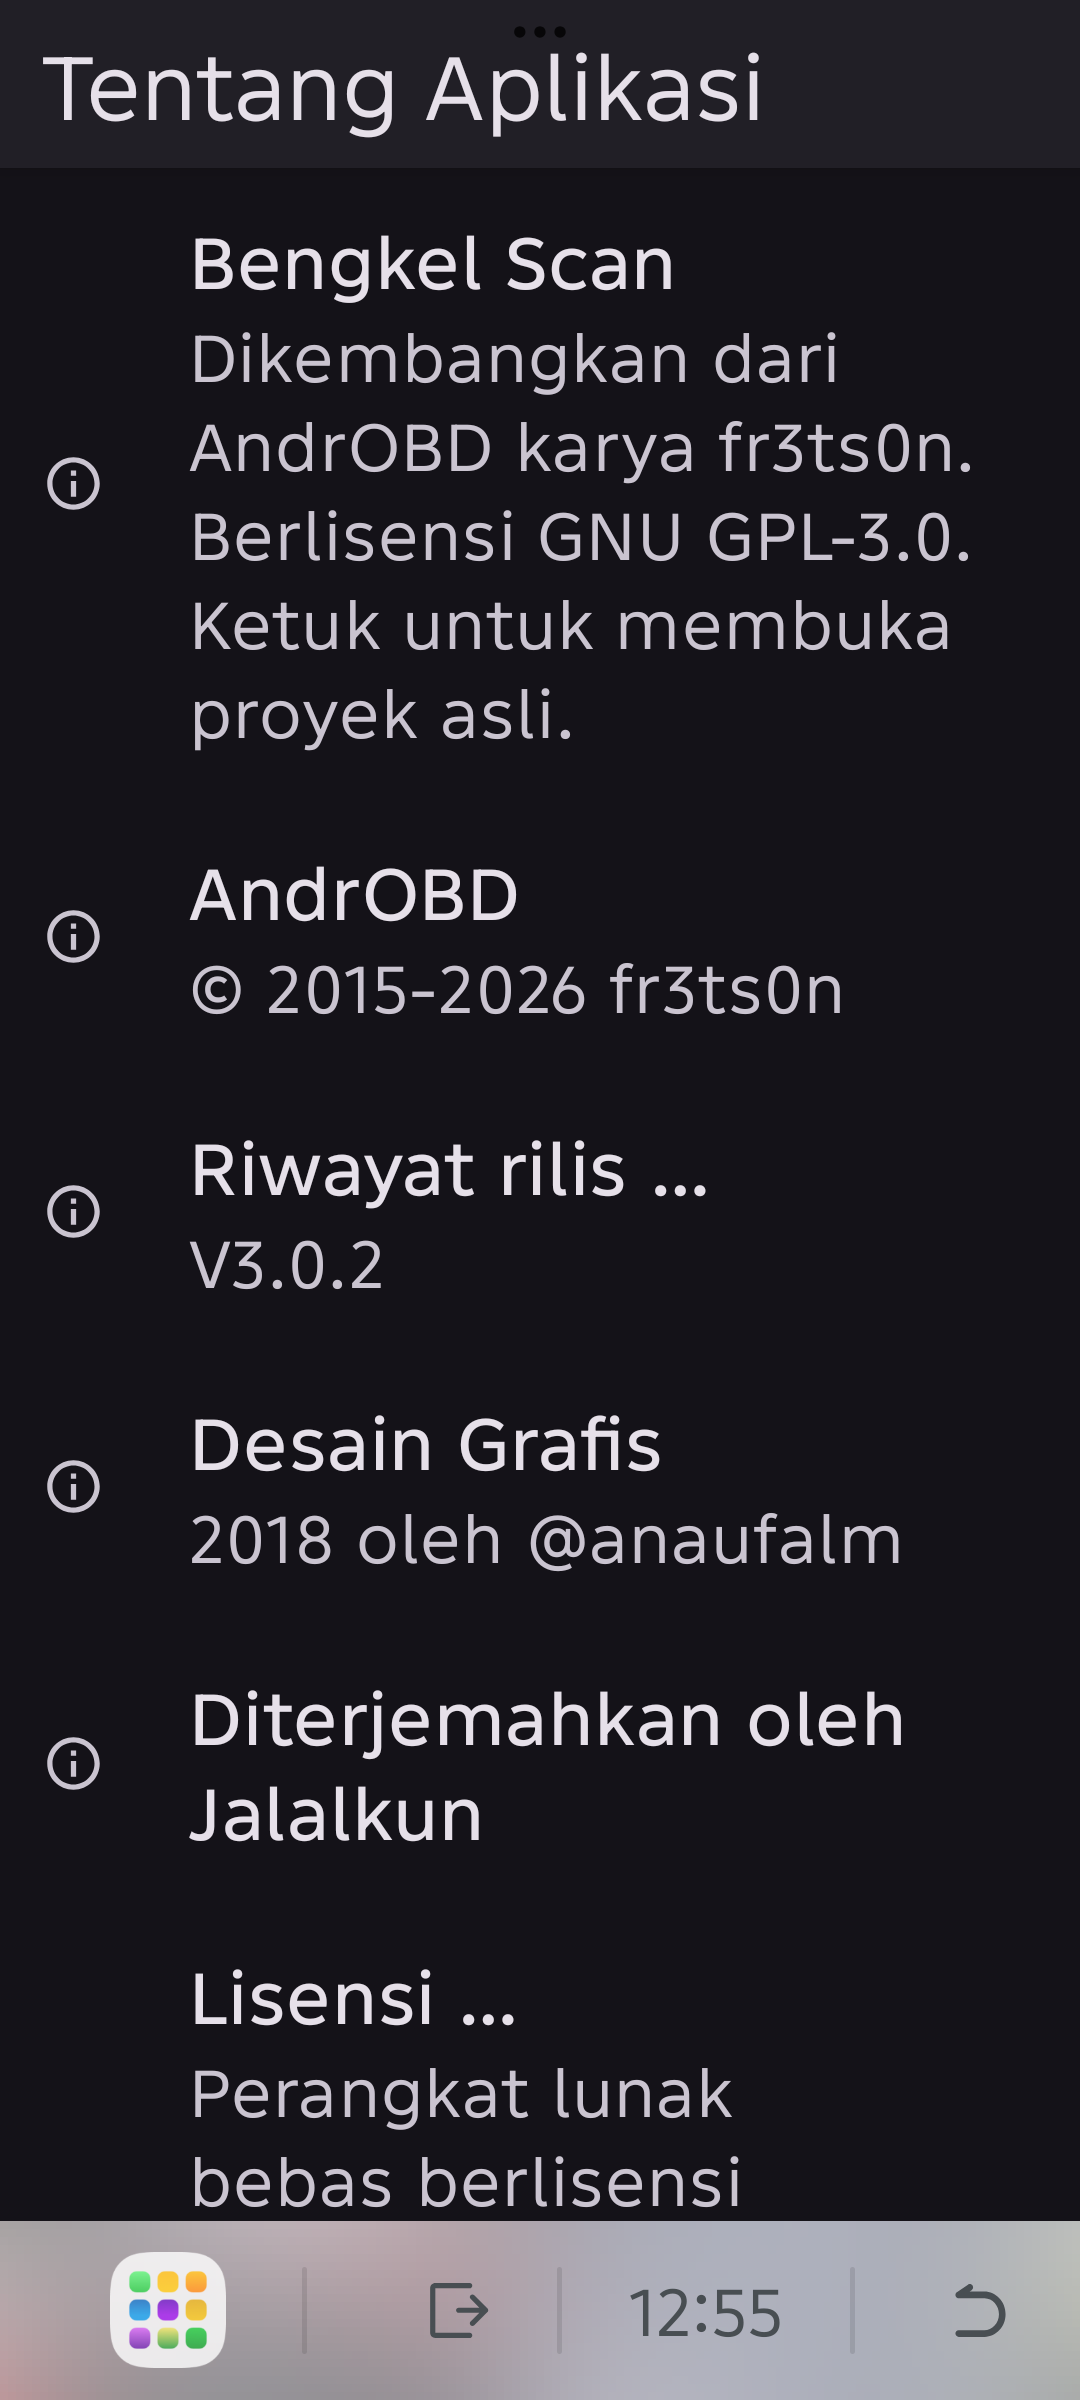 Tentang Aplikasi
Bengkel Scan
Dikembangkan dari
AndrOBD karya fr3ts0n.
Berlisensi GNU GPL-3.0.
Ketuk untuk membuka
proyek asli.
AndrOBD
© 2015-2026 fr3ts0n
Riwayat rilis ...
V3.0.2
Desain Grafis
2018 oleh @anaufalm
Diterjemahkan oleh
Jalalkun
Lisensi ...
Perangkat lunak
bebas berlisensi
12:55